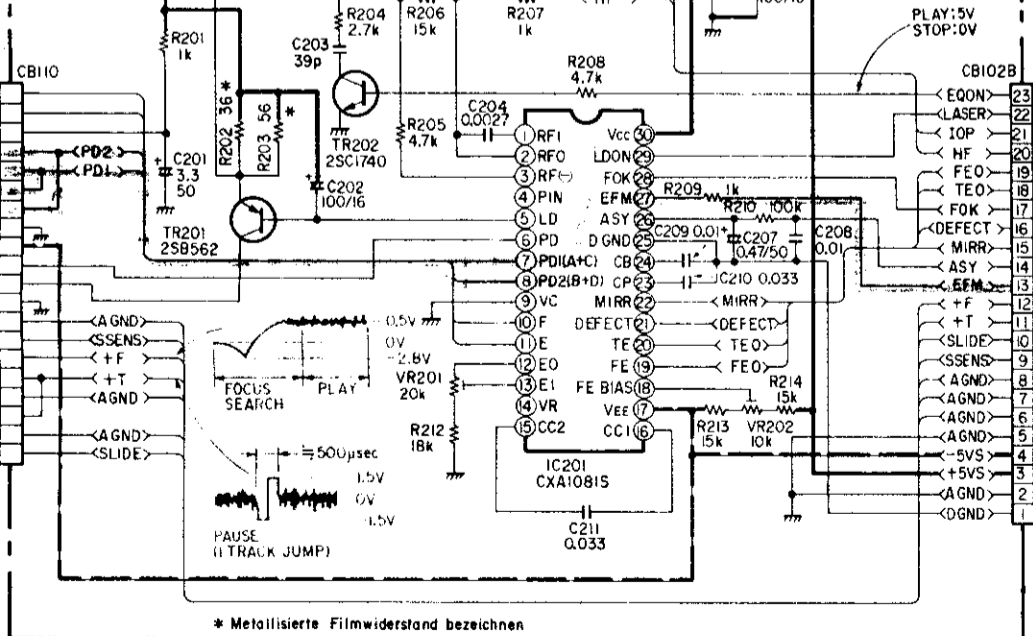 R204
2.7k
R206
15k
R207
1k
100/16
PLAY:5V
STOP:0V
R201
1k
C203
39p
R208
4.7k
CB110
CB102B
R202 36*
R203 56
*
TR202
2SC1740
R205
4.7k
C204
0.0027
<PD2>
<PD1>
C201
3.3
50
C202
100/16
TR201
2SB562
1 RFI
2 RFO
3 RF(-)
4 PIN
5 LD
6 PD
7 PD1(A+C)
8 PD2(B+D)
9 VC
10 F
11 E
12 EO
13 EI
14 VR
15 CC2
Vcc 30
LDON 29
FOK 28
EFM 27
ASY 26
D GND 25
CB 24
CP 23
MIRR 22
DEFECT 21
TE 20
FE 19
FE BIAS 18
VEE 17
CC1 16
R209 1k
R210 100k
C209 0.01
C207
0.47/50
C208
0.01
C210 0.033
<MIRR>
<DEFECT>
<TEO>
<FEO>
R214
15k
R213
15k
VR202
10k
VR201
20k
R212
18k
IC201
CXA1081S
C211
0.033
<EQON> 23
<LASER> 22
<IOP> 21
<HF> 20
<FEO> 19
<TEO> 18
<FOK> 17
<DEFECT> 16
<MIRR> 15
<ASY> 14
<EFM> 13
<+F> 12
<+T> 11
<SLIDE> 10
<SSENS> 9
<AGND> 8
<AGND> 7
<AGND> 6
<AGND> 5
<-5VS> 4
<+5VS> 3
<AGND> 2
<DGND> 1
<AGND>
<SSENS>
<+F>
<+T>
<AGND>
<AGND>
<SLIDE>
0.5V
0V
-2.8V
FOCUS
SEARCH
PLAY
≒500μsec
1.5V
0V
-1.5V
PAUSE
(1 TRACK JUMP)
* Metallisierte Filmwiderstand bezeichnen